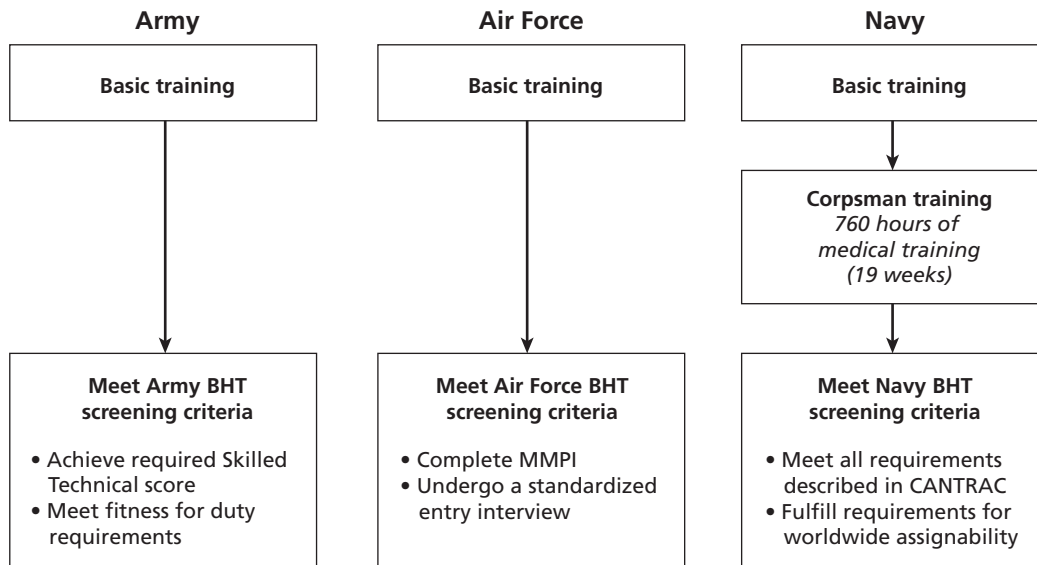 Army
Air Force
Navy
Basic training
Basic training
Basic training
Corpsman training
760 hours of
medical training
(19 weeks)
Meet Army BHT
screening criteria
• Achieve required Skilled
Technical score
• Meet fitness for duty
requirements
Meet Air Force BHT
screening criteria
• Complete MMPI
• Undergo a standardized
entry interview
Meet Navy BHT
screening criteria
• Meet all requirements
described in CANTRAC
• Fulfill requirements for
worldwide assignability